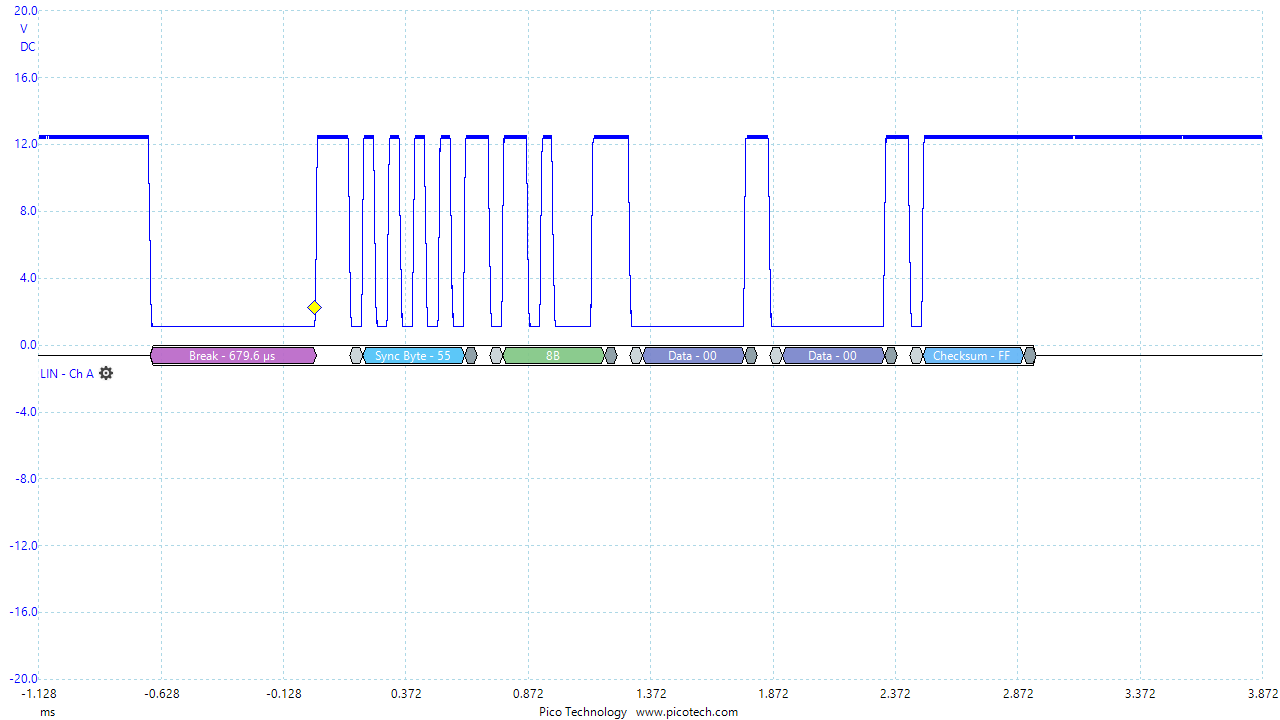 20.0
V
DC
16.0
12.0
8.0
4.0
0.0
Break - 679.6 µs Sync Byte - 55 8B Data - 00 Data - 00 Checksum - FF
LIN - Ch A
-4.0
-8.0
-12.0
-16.0
-20.0
-1.128 -0.628 -0.128 0.372 0.872 1.372 1.872 2.372 2.872 3.372 3.872
ms Pico Technology www.picotech.com